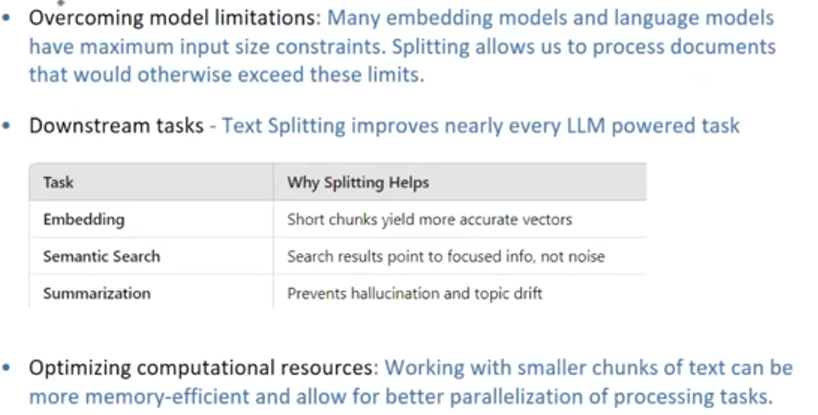 • Overcoming model limitations: Many embedding models and language models
have maximum input size constraints. Splitting allows us to process documents
that would otherwise exceed these limits.
• Downstream tasks - Text Splitting improves nearly every LLM powered task
Task Why Splitting Helps
Embedding Short chunks yield more accurate vectors
Semantic Search Search results point to focused info, not noise
Summarization Prevents hallucination and topic drift
• Optimizing computational resources: Working with smaller chunks of text can be
more memory-efficient and allow for better parallelization of processing tasks.